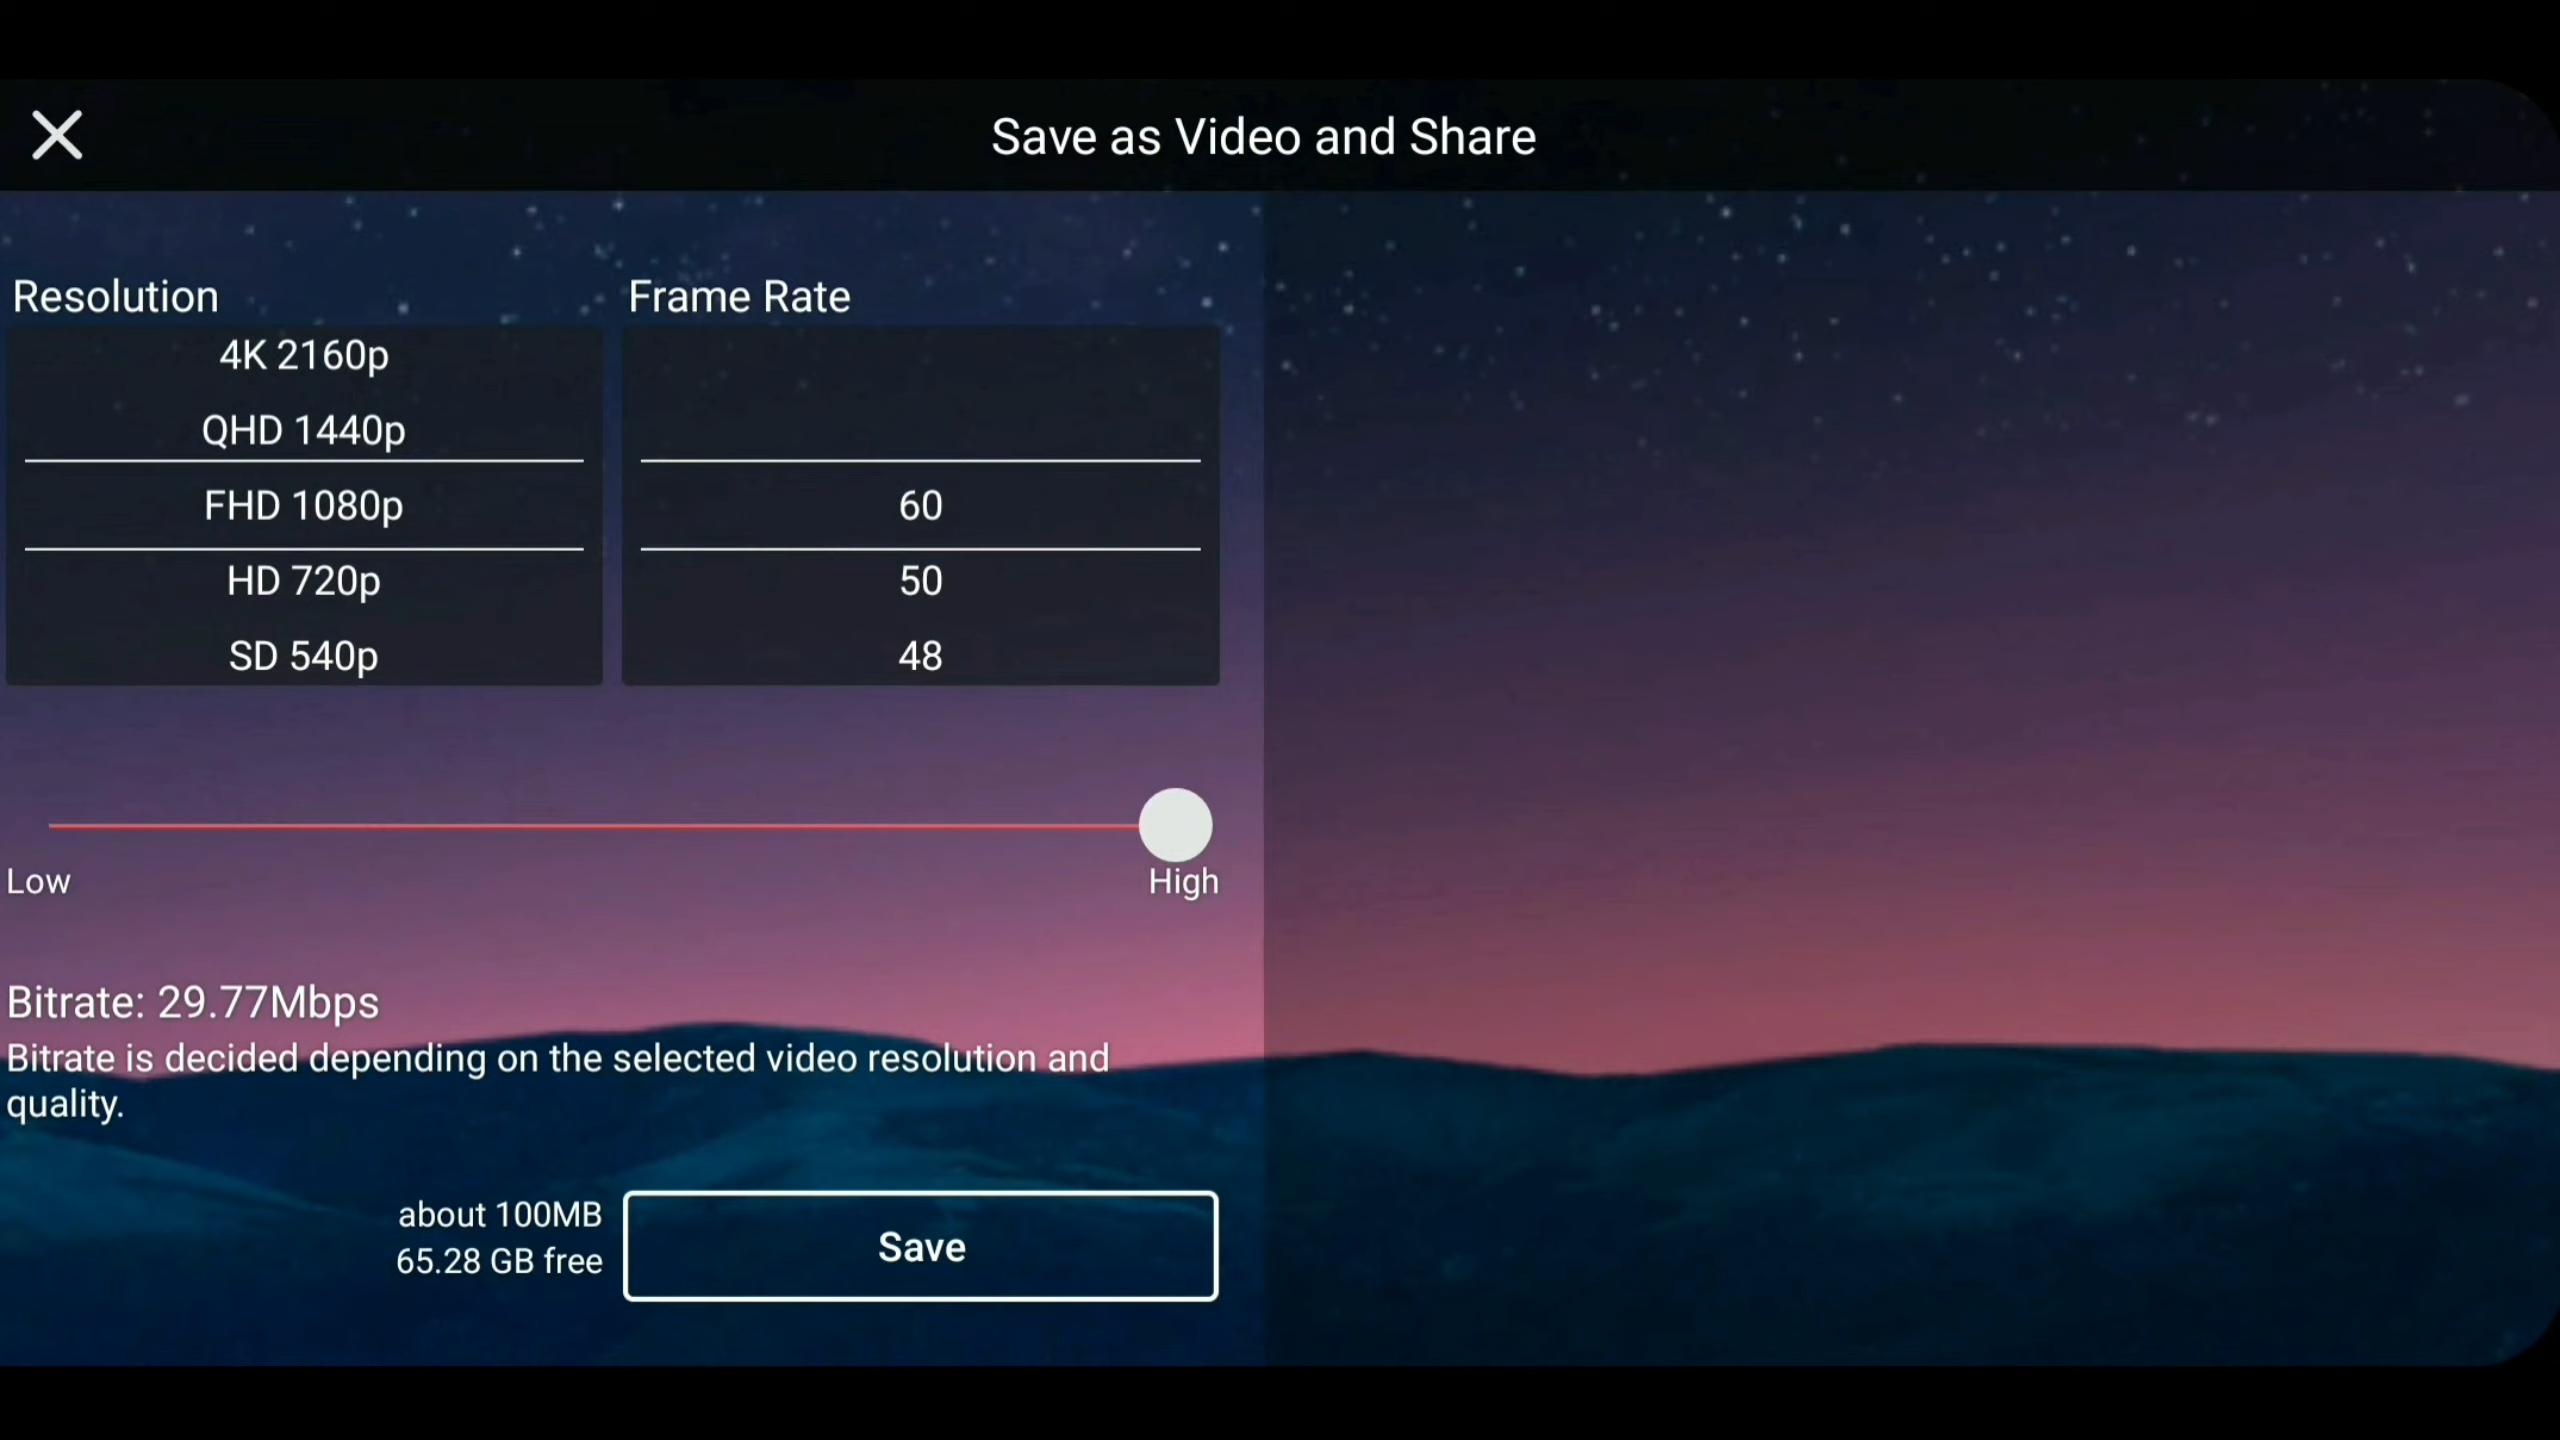 Save as Video and Share
Resolution
4K 2160p
QHD 1440p
FHD 1080p
HD 720p
SD 540p
Frame Rate
60
50
48
Low
High
Bitrate: 29.77Mbps
Bitrate is decided depending on the selected video resolution and
quality.
about 100MB
65.28 GB free
Save